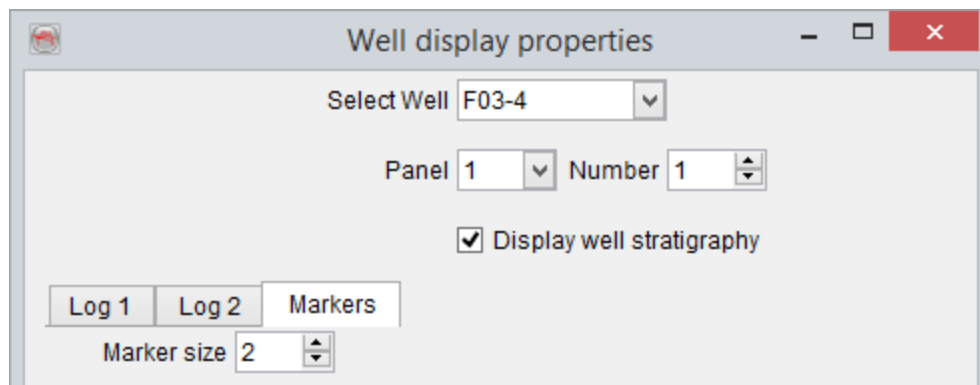 Well display properties
Select Well F03-4
Panel 1 Number 1
Display well stratigraphy
Log 1 Log 2 Markers
Marker size 2